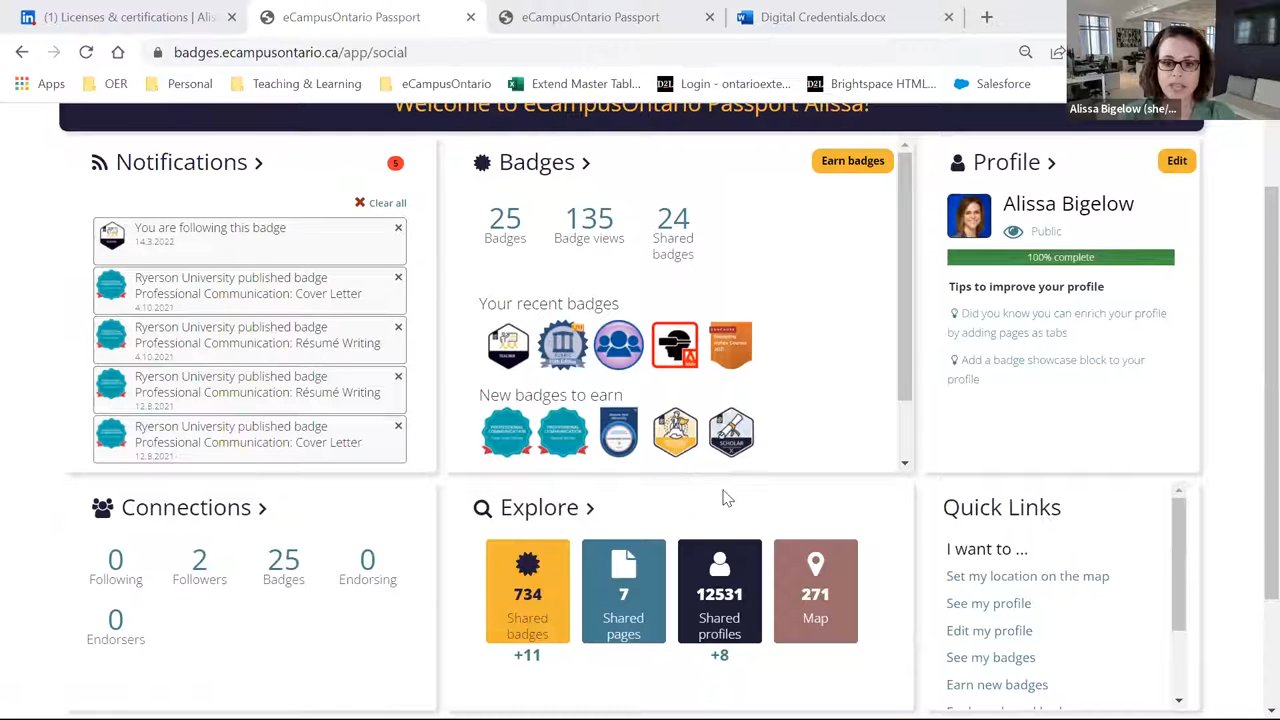 (1) Licenses & certifications | Alis
eCampusOntario Passport
eCampusOntario Passport
Digital Credentials.docx
badges.ecampusontario.ca/app/social
Apps
OER
Personal
Teaching & Learning
eCampusOntario
Extend Master Tabl...
D2L
Login - ontarioexte...
D2L
Brightspace HTML...
Salesforce
Alissa Bigelow (she/...
Welcome to eCampusOntario Passport Alissa!
Notifications
5
Clear all
You are following this badge
14.3.2022
Ryerson University published badge
Professional Communication: Cover Letter
4.10.2021
Ryerson University published badge
Professional Communication: Résumé Writing
4.10.2021
Ryerson University published badge
Professional Communication: Résumé Writing
12.8.2021
Ryerson University published badge
Professional Communication: Cover Letter
12.8.2021
Badges
Earn badges
25
Badges
135
Badge views
24
Shared
badges
Your recent badges
TEACHER
New badges to earn
SCHOLAR
Profile
Edit
Alissa Bigelow
Public
100% complete
Tips to improve your profile
Did you know you can enrich your profile
by adding pages as tabs
Add a badge showcase block to your
profile
Connections
0
Following
2
Followers
25
Badges
0
Endorsing
0
Endorsers
Explore
734
Shared
badges
+11
7
Shared
pages
12531
Shared
profiles
+8
271
Map
Quick Links
I want to ...
Set my location on the map
See my profile
Edit my profile
See my badges
Earn new badges